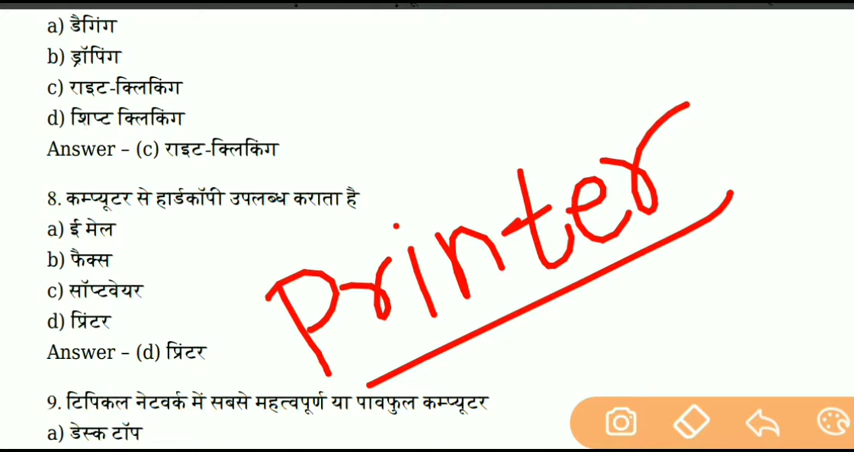 a) डैगिंग
b) ड्रॉपिंग
c) राइट-क्लिकिंग
d) शिप्ट क्लिकिंग
Answer – (c) राइट-क्लिकिंग
8. कम्प्यूटर से हार्डकॉपी उपलब्ध कराता है
a) ई मेल
b) फैक्स
c) सॉप्टवेयर
d) प्रिंटर
Answer – (d) प्रिंटर
Printer
9. टिपिकल नेटवर्क में सबसे महत्वपूर्ण या पावफुल कम्प्यूटर
a) डेस्क टॉप